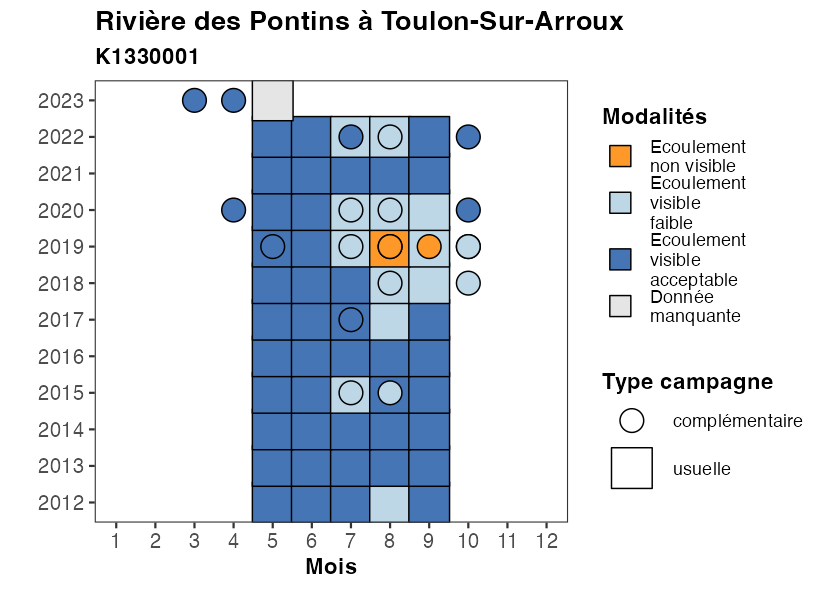 Rivière des Pontins à Toulon-Sur-Arroux
K1330001
2023
2022
2021
2020
2019
2018
2017
2016
2015
2014
2013
2012
1 2 3 4 5 6 7 8 9 10 11 12
Mois
Modalités
Ecoulement
non visible
Ecoulement
visible
faible
Ecoulement
visible
acceptable
Donnée
manquante
Type campagne
complémentaire
usuelle